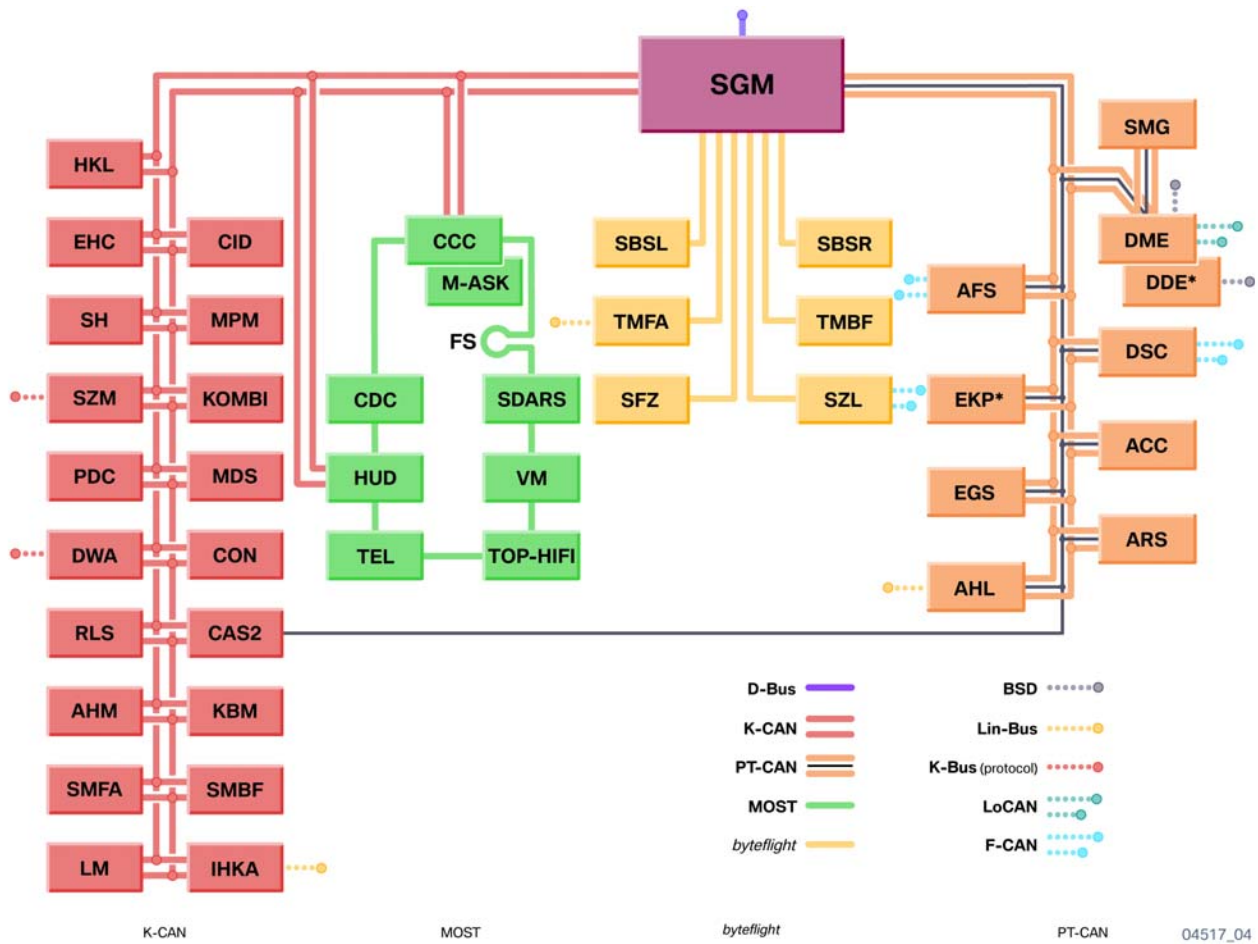 SGM
SMG
HKL
EHC
CID
CCC
M-ASK
SBSL
SBSR
DME
DDE*
AFS
SH
MPM
FS
TMFA
TMBF
DSC
SZM
KOMBI
CDC
SDARS
SFZ
SZL
EKP*
ACC
PDC
MDS
HUD
VM
EGS
ARS
DWA
CON
TEL
TOP-HIFI
AHL
RLS
CAS2
AHM
KBM
SMFA
SMBF
LM
IHKA
D-Bus
K-CAN
PT-CAN
MOST
byteflight
BSD
Lin-Bus
K-Bus (protocol)
LoCAN
F-CAN
K-CAN
MOST
byteflight
PT-CAN
04517_04